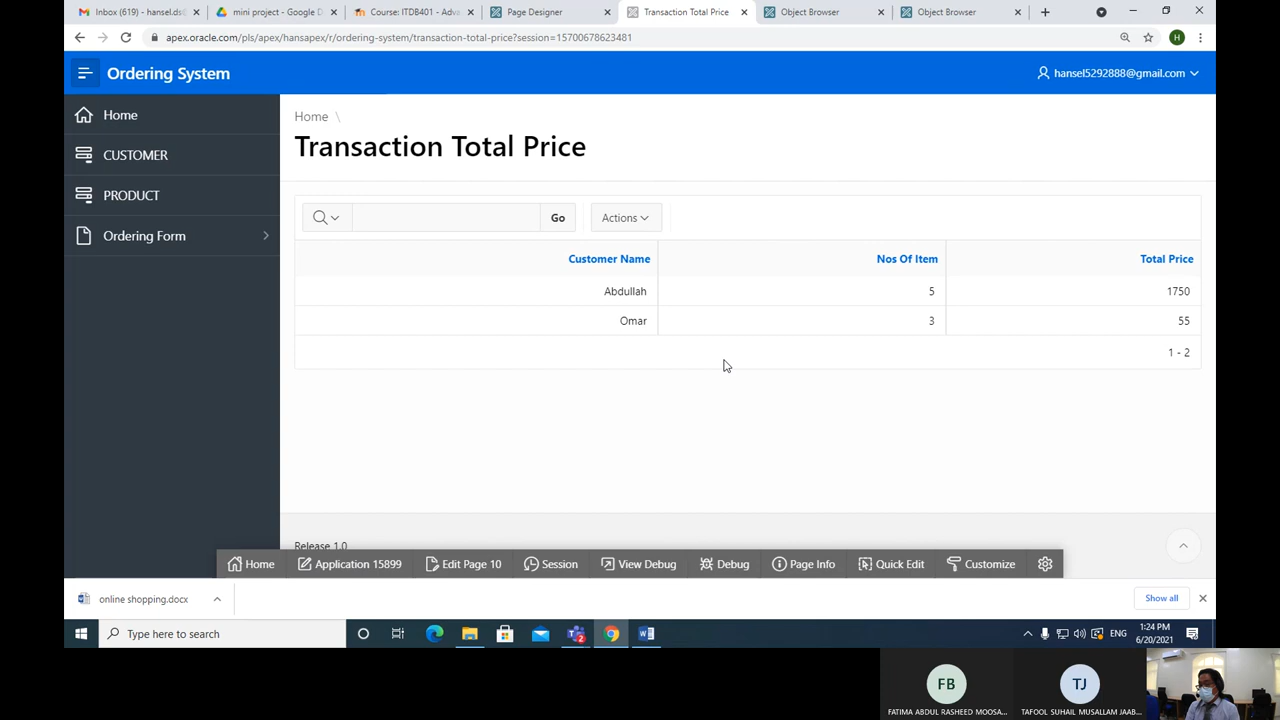 Inbox (619) - hansel.ds
mini project - Google D
Course: ITDB401 - Adva
Page Designer
Transaction Total Price
Object Browser
Object Browser
apex.oracle.com/pls/apex/hansapex/r/ordering-system/transaction-total-price?session=15700678623481
H
Ordering System
hansel5292888@gmail.com
Home
CUSTOMER
PRODUCT
Ordering Form
Home \
Transaction Total Price
Go
Actions
Customer Name Nos Of Item Total Price
Abdullah 5 1750
Omar 3 55
1 - 2
Release 1.0
Home Application 15899 Edit Page 10 Session View Debug Debug Page Info Quick Edit Customize
online shopping.docx
Show all
Type here to search
2
ENG
1:24 PM
6/20/2021
FB
TJ
FATIMA ABDUL RASHEED MOOSA...
TAFOOL SUHAIL MUSALLAM JAAB...